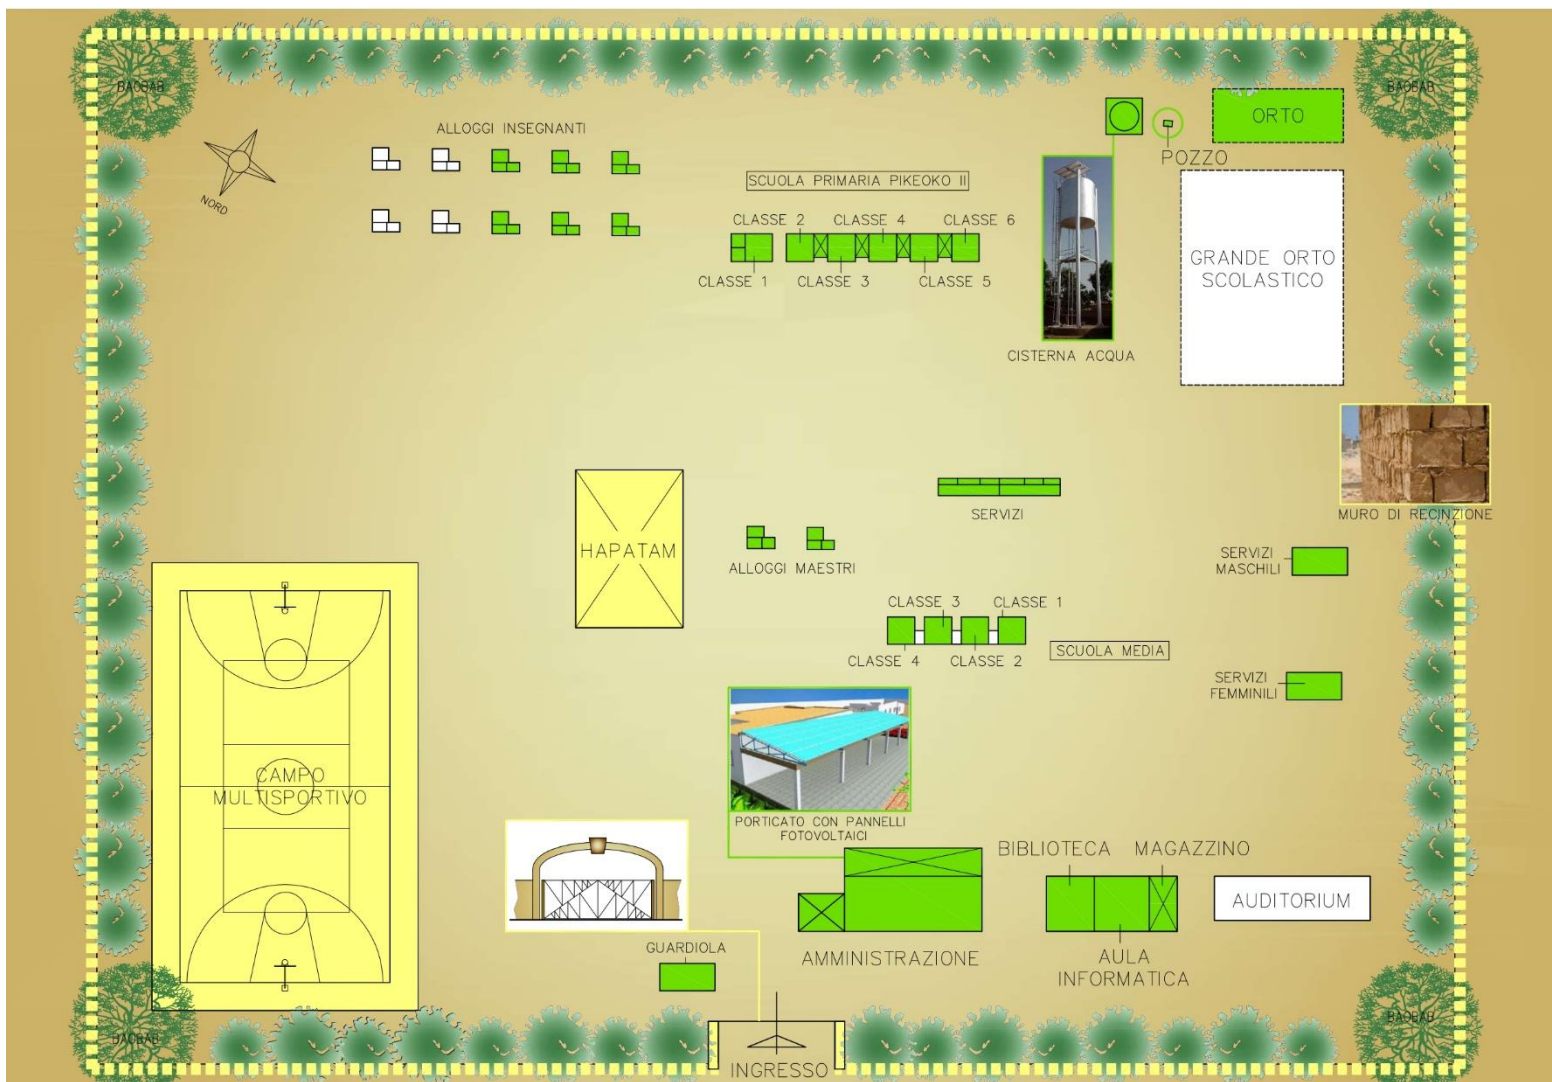 BAOBAB
BAOBAB
ALLOGGI INSEGNANTI
NORD
ORTO
POZZO
SCUOLA PRIMARIA PIKEOKO II
CLASSE 2
CLASSE 4
CLASSE 6
CLASSE 1
CLASSE 3
CLASSE 5
GRANDE ORTO
SCOLASTICO
CISTERNA ACQUA
MURO DI RECINZIONE
SERVIZI
HAPATAM
ALLOGGI MAESTRI
SERVIZI
MASCHILI
CLASSE 3
CLASSE 1
CLASSE 4
CLASSE 2
SCUOLA MEDIA
SERVIZI
FEMMINILI
CAMPO
MULTISPORTIVO
PORTICATO CON PANNELLI
FOTOVOLTAICI
BIBLIOTECA
MAGAZZINO
AUDITORIUM
GUARDIOLA
AMMINISTRAZIONE
AULA
INFORMATICA
BAOBAB
BAOBAB
INGRESSO